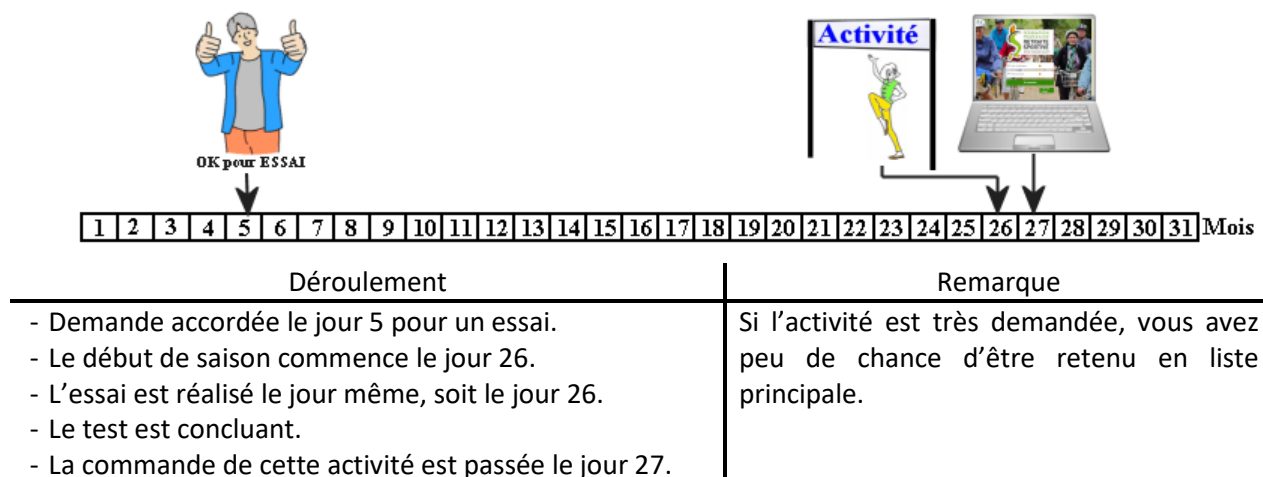 Activité
RETRAITE
SPORTIVE
OK pour ESSAI
1 2 3 4 5 6 7 8 9 10 11 12 13 14 15 16 17 18 19 20 21 22 23 24 25 26 27 28 29 30 31 Mois
Déroulement
- Demande accordée le jour 5 pour un essai.
- Le début de saison commence le jour 26.
- L’essai est réalisé le jour même, soit le jour 26.
- Le test est concluant.
- La commande de cette activité est passée le jour 27.
Remarque
Si l’activité est très demandée, vous avez
peu de chance d’être retenu en liste
principale.